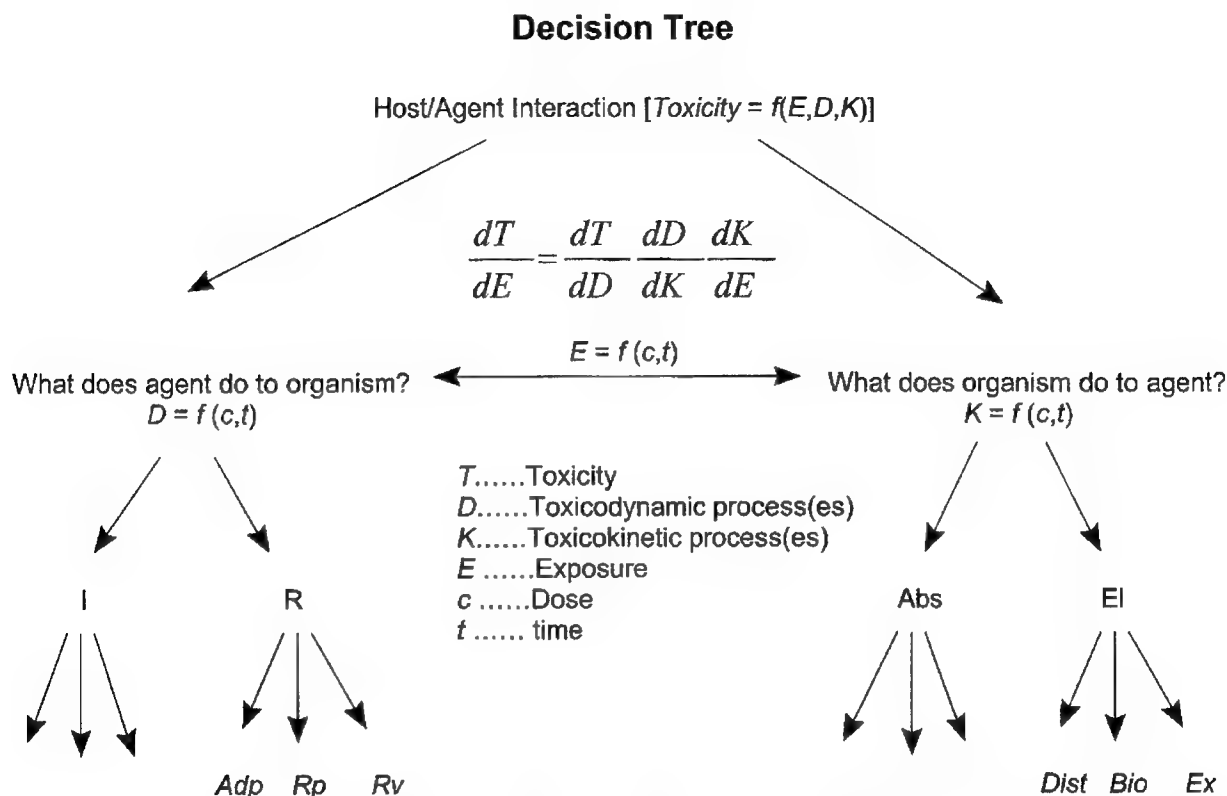 Decision Tree
Host/Agent Interaction [Toxicity = f(E,D,K)]
dT/dE = dT/dD dD/dK dK/dE
E = f (c,t)
What does agent do to organism?
D = f (c,t)
What does organism do to agent?
K = f (c,t)
T......Toxicity
D......Toxicodynamic process(es)
K......Toxicokinetic process(es)
E ......Exposure
c ......Dose
t ...... time
I
R
Abs
El
Adp Rp Rv
Dist Bio Ex